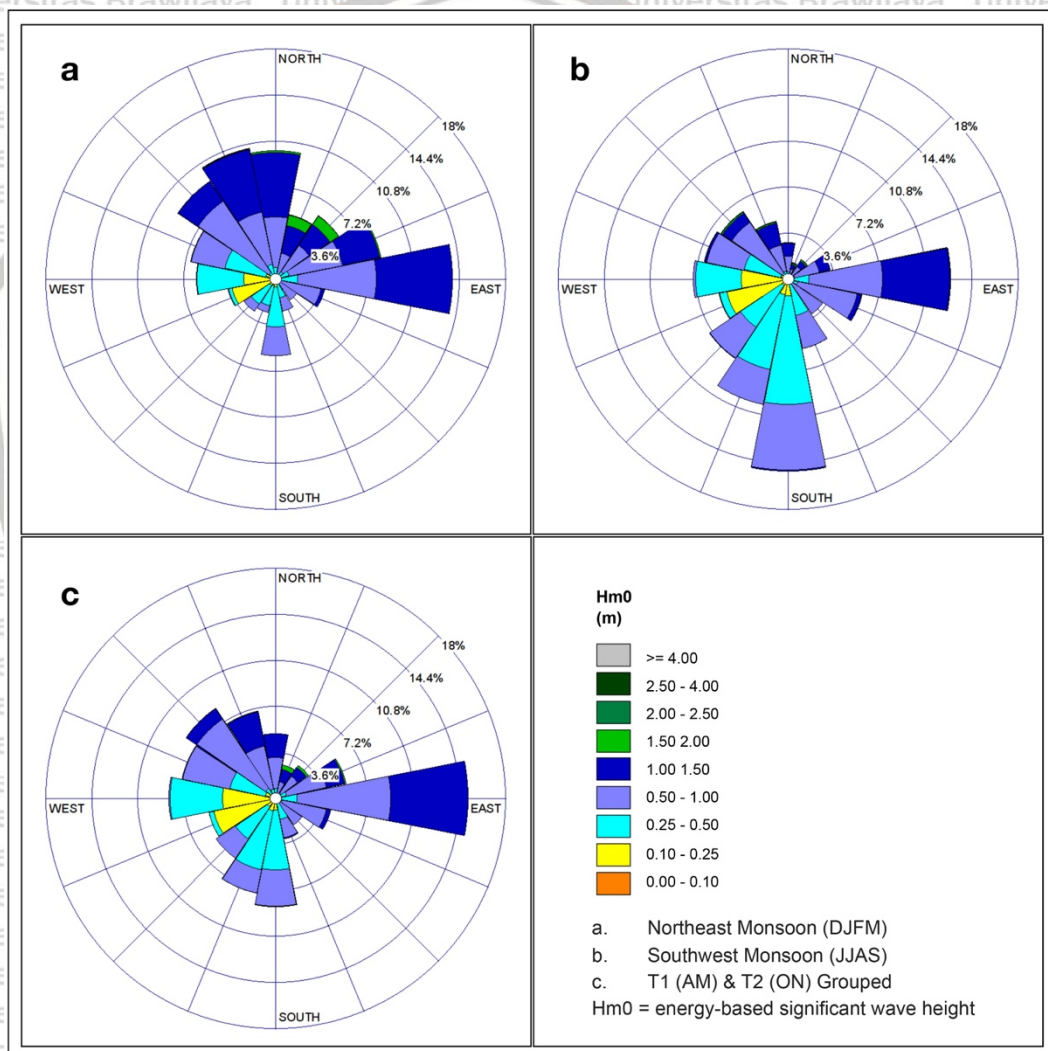 a
NORTH
18%
14.4%
10.8%
7.2%
3.6%
WEST
EAST
SOUTH
b
NORTH
18%
14.4%
10.8%
7.2%
3.6%
WEST
EAST
SOUTH
c
NORTH
18%
14.4%
10.8%
7.2%
3.6%
WEST
EAST
SOUTH
Hm0
(m)
>= 4.00
2.50 - 4.00
2.00 - 2.50
1.50 2.00
1.00 1.50
0.50 - 1.00
0.25 - 0.50
0.10 - 0.25
0.00 - 0.10
a. Northeast Monsoon (DJFM)
b. Southwest Monsoon (JJAS)
c. T1 (AM) & T2 (ON) Grouped
Hm0 = energy-based significant wave height